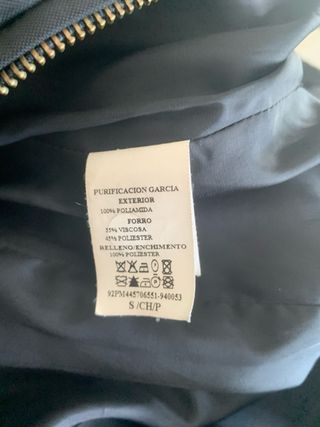 PURIFICACION GARCIA
EXTERIOR
100% POLIAMIDA
FORRO
55% VISCOSA
45% POLIESTER
RELLENO/ENCHIMENTO
100% POLIESTER
92PM445706551-940053
S /CH/P